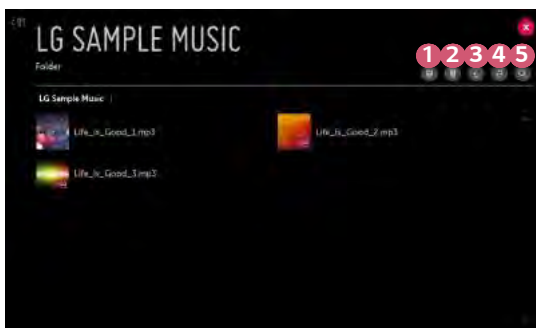 LG SAMPLE MUSIC
Folder
1 2 3 4 5
LG Sample Music
Life_is_Good_1.mp3
Life_is_Good_2.mp3
Life_is_Good_3.mp3